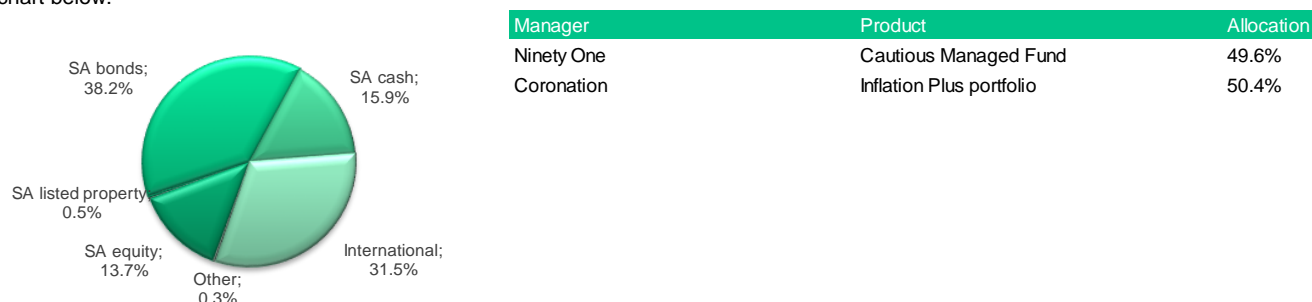 chart below.
SA bonds;
38.2%
SA cash;
15.9%
SA listed property;
0.5%
SA equity;
13.7%
Other;
0.3%
International;
31.5%
Manager Product Allocation
Ninety One Cautious Managed Fund 49.6%
Coronation Inflation Plus portfolio 50.4%